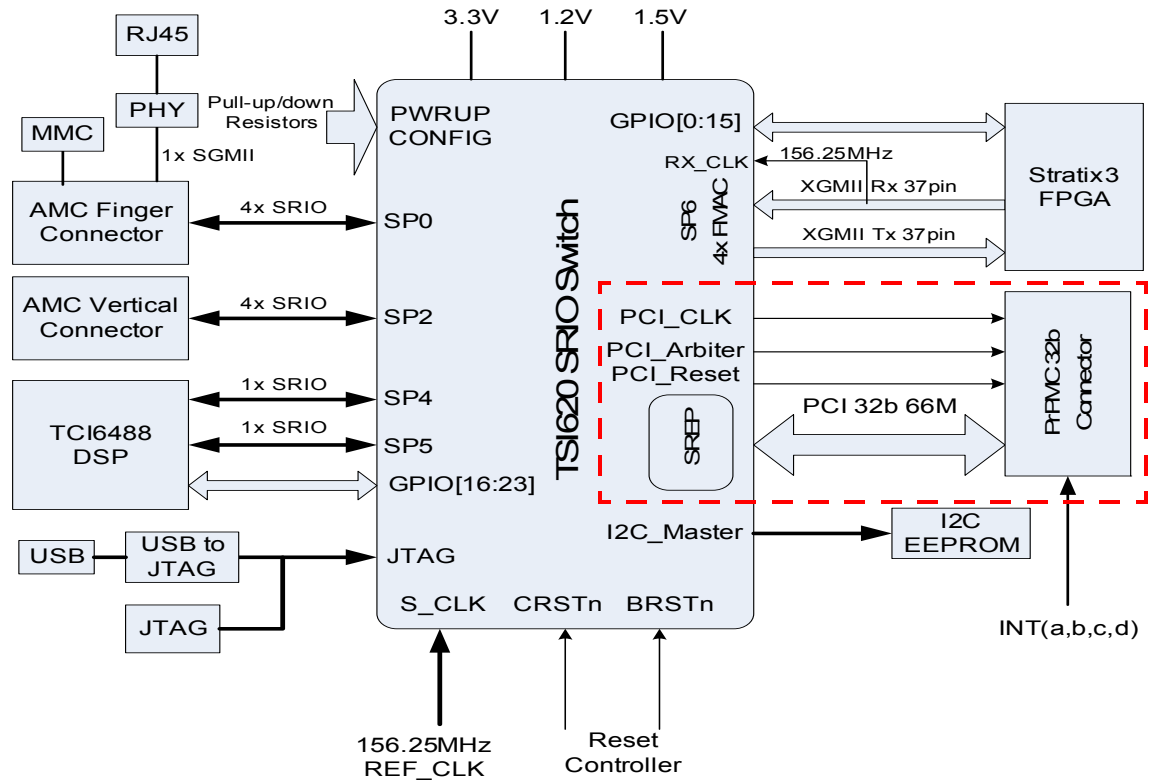 3.3V
1.2V
1.5V
RJ45
PHY
MMC
Pull-up/down
Resistors
1x SGMII
PWRUP
CONFIG
GPIO[0:15]
RX_CLK
156.25MHz
XGMII Rx 37pin
XGMII Tx 37pin
SP6
4x FMAC
Stratix3
FPGA
AMC Finger
Connector
4x SRIO
SP0
AMC Vertical
Connector
4x SRIO
SP2
TSI620 SRIO Switch
PCI_CLK
PCI_Arbiter
PCI_Reset
PCI 32b 66M
SREP
PrPMC 32b
Connector
TCI6488
DSP
1x SRIO
SP4
1x SRIO
SP5
GPIO[16:23]
I2C_Master
I2C
EEPROM
INT(a,b,c,d)
USB
USB to
JTAG
JTAG
JTAG
S_CLK
CRSTn
BRSTn
156.25MHz
REF_CLK
Reset
Controller